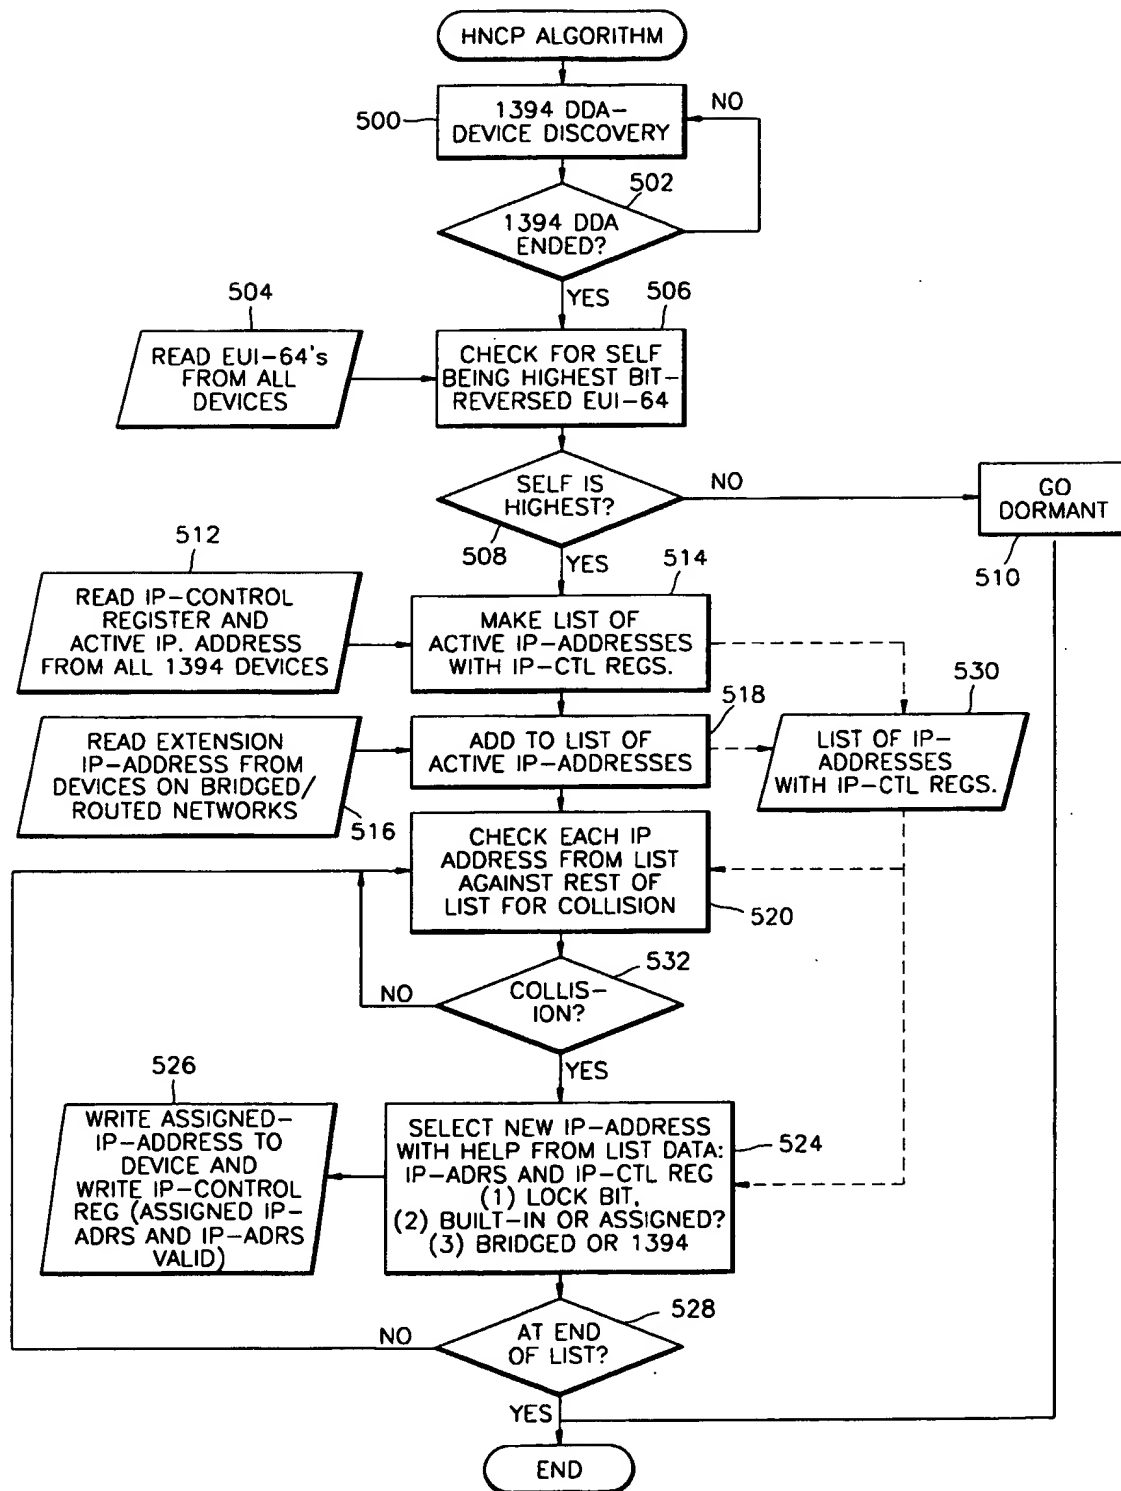 HNCP ALGORITHM
500
1394 DDA-
DEVICE DISCOVERY
NO
502
1394 DDA
ENDED?
YES
504
READ EUI-64's
FROM ALL
DEVICES
506
CHECK FOR SELF
BEING HIGHEST BIT-
REVERSED EUI-64
SELF IS
HIGHEST?
508
NO
GO
DORMANT
510
YES
512
READ IP-CONTROL
REGISTER AND
ACTIVE IP. ADDRESS
FROM ALL 1394 DEVICES
514
MAKE LIST OF
ACTIVE IP-ADDRESSES
WITH IP-CTL REGS.
READ EXTENSION
IP-ADDRESS FROM
DEVICES ON BRIDGED/
ROUTED NETWORKS
516
518
ADD TO LIST OF
ACTIVE IP-ADDRESSES
530
LIST OF IP-
ADDRESSES
WITH IP-CTL REGS.
CHECK EACH IP
ADDRESS FROM LIST
AGAINST REST OF
LIST FOR COLLISION
520
532
COLLIS-
ION?
NO
YES
526
WRITE ASSIGNED-
IP-ADDRESS TO
DEVICE AND
WRITE IP-CONTROL
REG (ASSIGNED IP-
ADRS AND IP-ADRS
VALID)
SELECT NEW IP-ADDRESS
WITH HELP FROM LIST DATA:
IP-ADRS AND IP-CTL REG
(1) LOCK BIT,
(2) BUILT-IN OR ASSIGNED?
(3) BRIDGED OR 1394
524
528
AT END
OF LIST?
NO
YES
END